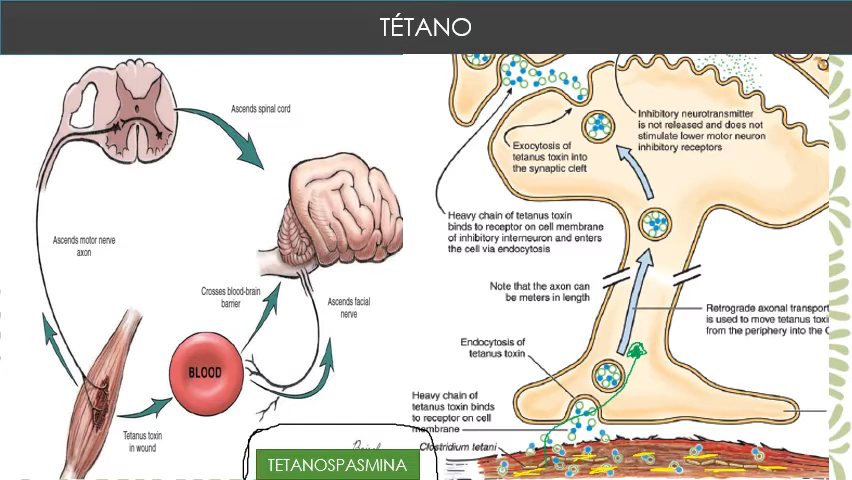 TÉTANO
Ascends spinal cord
Ascends motor nerve
axon
Crosses blood-brain
barrier
Ascends facial
nerve
BLOOD
Tetanus toxin
in wound
TETANOSPASMINA
Inhibitory neurotransmitter
is not released and does not
stimulate lower motor neuron
inhibitory receptors
Exocytosis of
tetanus toxin into
the synaptic cleft
Heavy chain of tetanus toxin
binds to receptor on cell membrane
of inhibitory interneuron and enters
the cell via endocytosis
Note that the axon can
be meters in length
Retrograde axonal transport
is used to move tetanus toxi
from the periphery into the C
Endocytosis of
tetanus toxin
Heavy chain of
tetanus toxin binds
to receptor on cell
membrane
Clostridium tetani